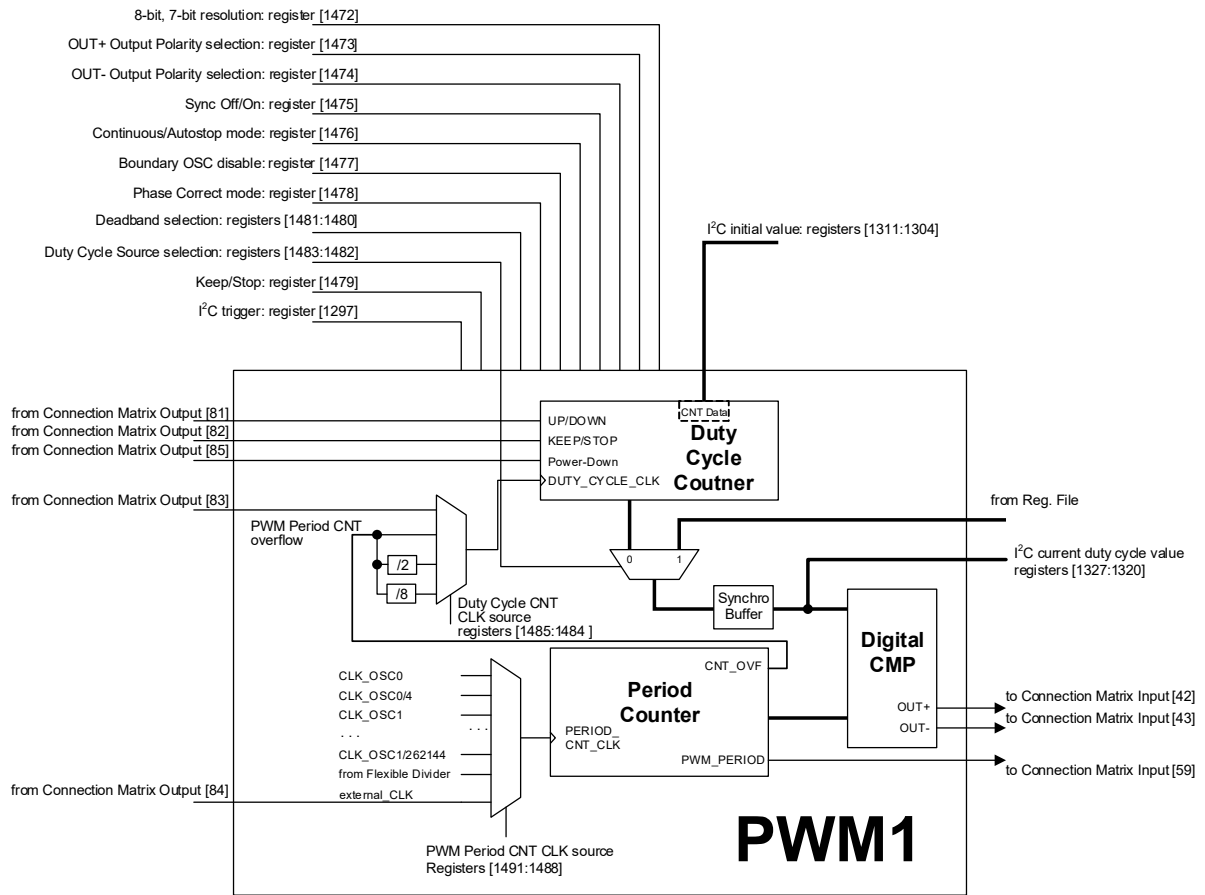 8-bit, 7-bit resolution: register [1472]
OUT+ Output Polarity selection: register [1473]
OUT- Output Polarity selection: register [1474]
Sync Off/On: register [1475]
Continuous/Autostop mode: register [1476]
Boundary OSC disable: register [1477]
Phase Correct mode: register [1478]
Deadband selection: registers [1481:1480]
Duty Cycle Source selection: registers [1483:1482]
Keep/Stop: register [1479]
I²C trigger: register [1297]
I²C initial value: registers [1311:1304]
from Connection Matrix Output [81]
from Connection Matrix Output [82]
from Connection Matrix Output [85]
from Connection Matrix Output [83]
UP/DOWN
KEEP/STOP
Power-Down
DUTY_CYCLE_CLK
CNT Data
Duty
Cycle
Coutner
PWM Period CNT
overflow
/2
/8
Duty Cycle CNT
CLK source
registers [1485:1484 ]
0
1
from Reg. File
I²C current duty cycle value
registers [1327:1320]
Synchro
Buffer
Digital
CMP
OUT+
OUT-
to Connection Matrix Input [42]
to Connection Matrix Input [43]
to Connection Matrix Input [59]
CNT_OVF
Period
Counter
PERIOD_
CNT_CLK
PWM_PERIOD
CLK_OSC0
CLK_OSC0/4
CLK_OSC1
. . .
. . .
CLK_OSC1/262144
from Flexible Divider
external_CLK
from Connection Matrix Output [84]
PWM Period CNT CLK source
Registers [1491:1488]
PWM1